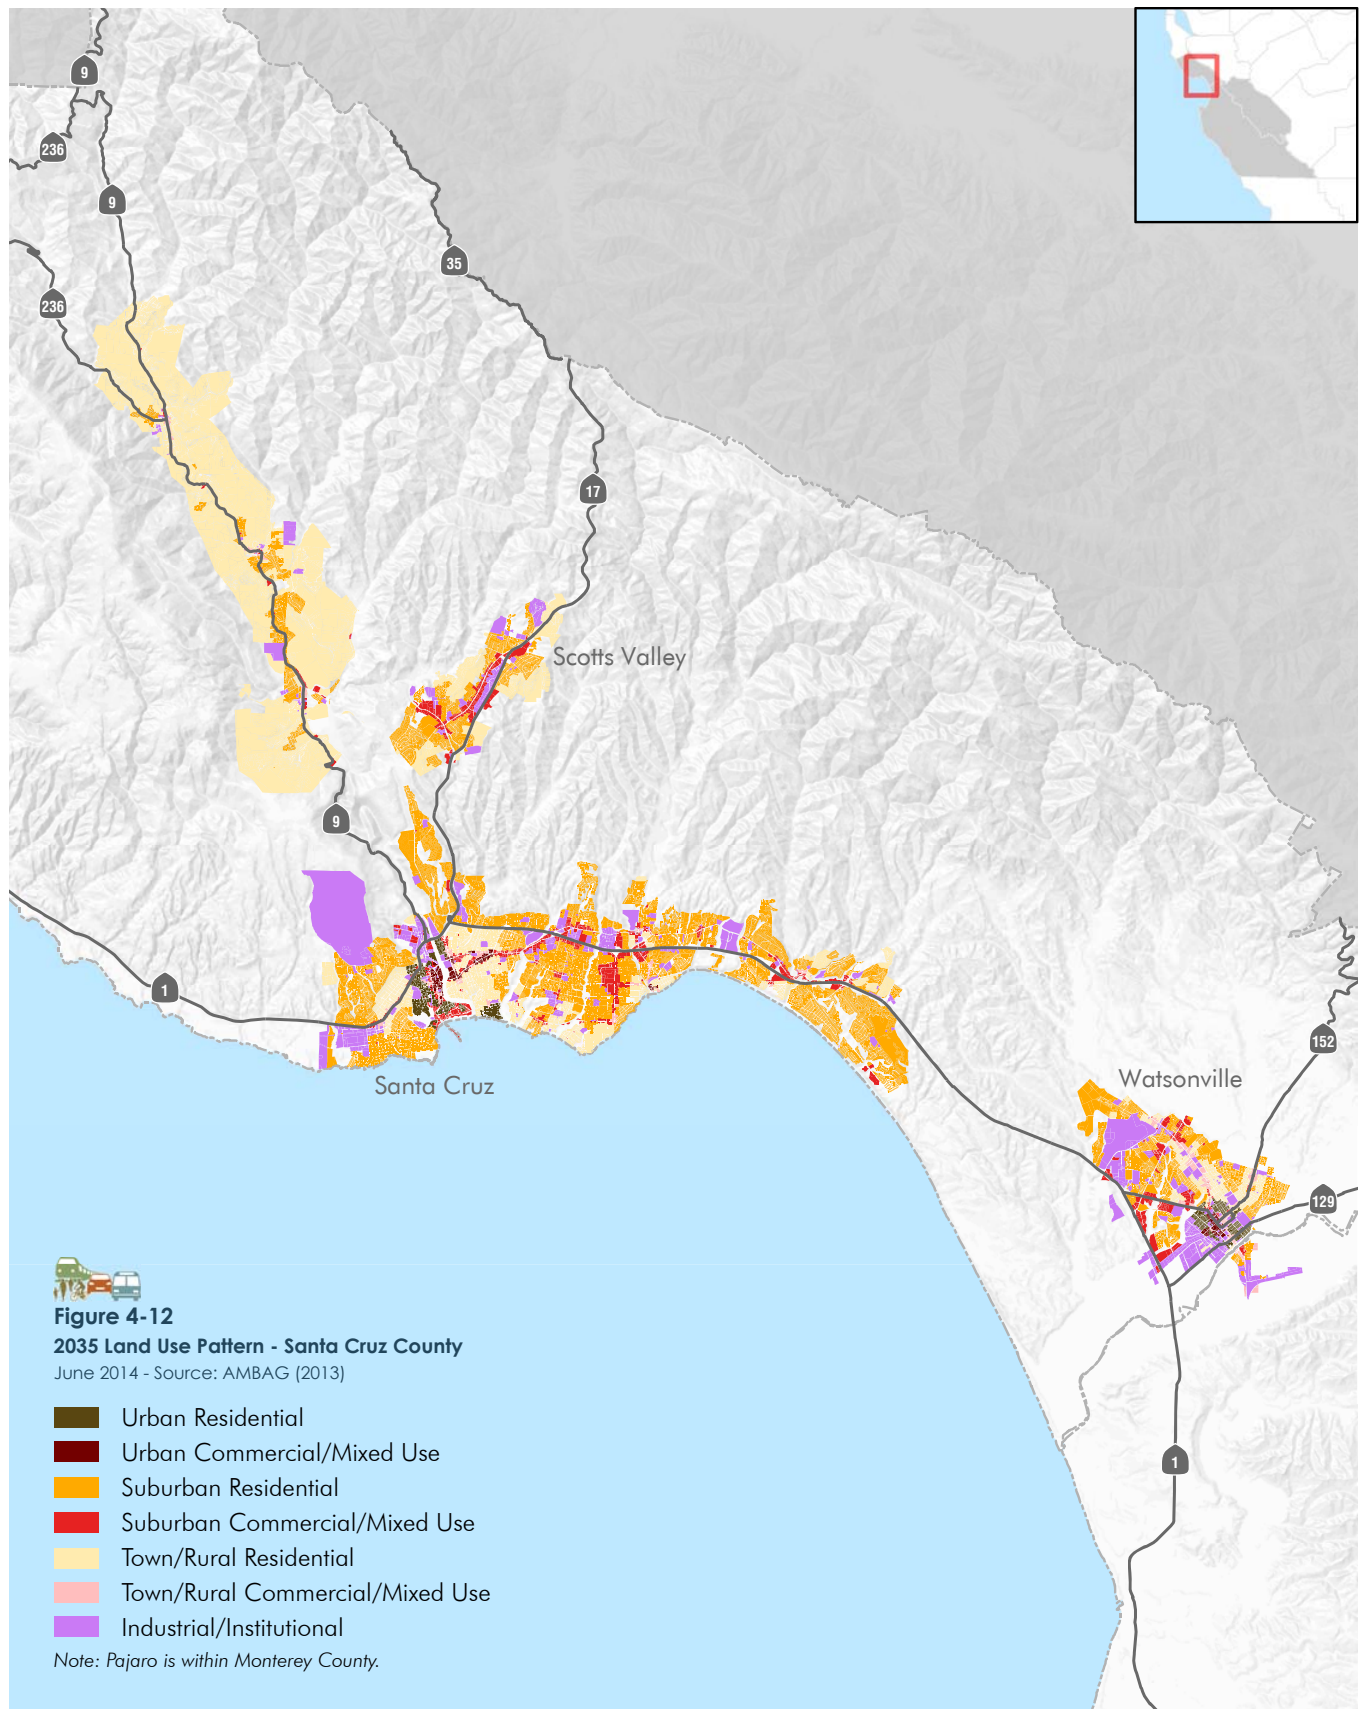 9
236
9
35
236
17
Scotts Valley
9
1
152
Santa Cruz
Watsonville
129
Figure 4-12
2035 Land Use Pattern - Santa Cruz County
June 2014 - Source: AMBAG (2013)
Urban Residential
Urban Commercial/Mixed Use
Suburban Residential
Suburban Commercial/Mixed Use
1
Town/Rural Residential
Town/Rural Commercial/Mixed Use
Industrial/Institutional
Note: Pajaro is within Monterey County.